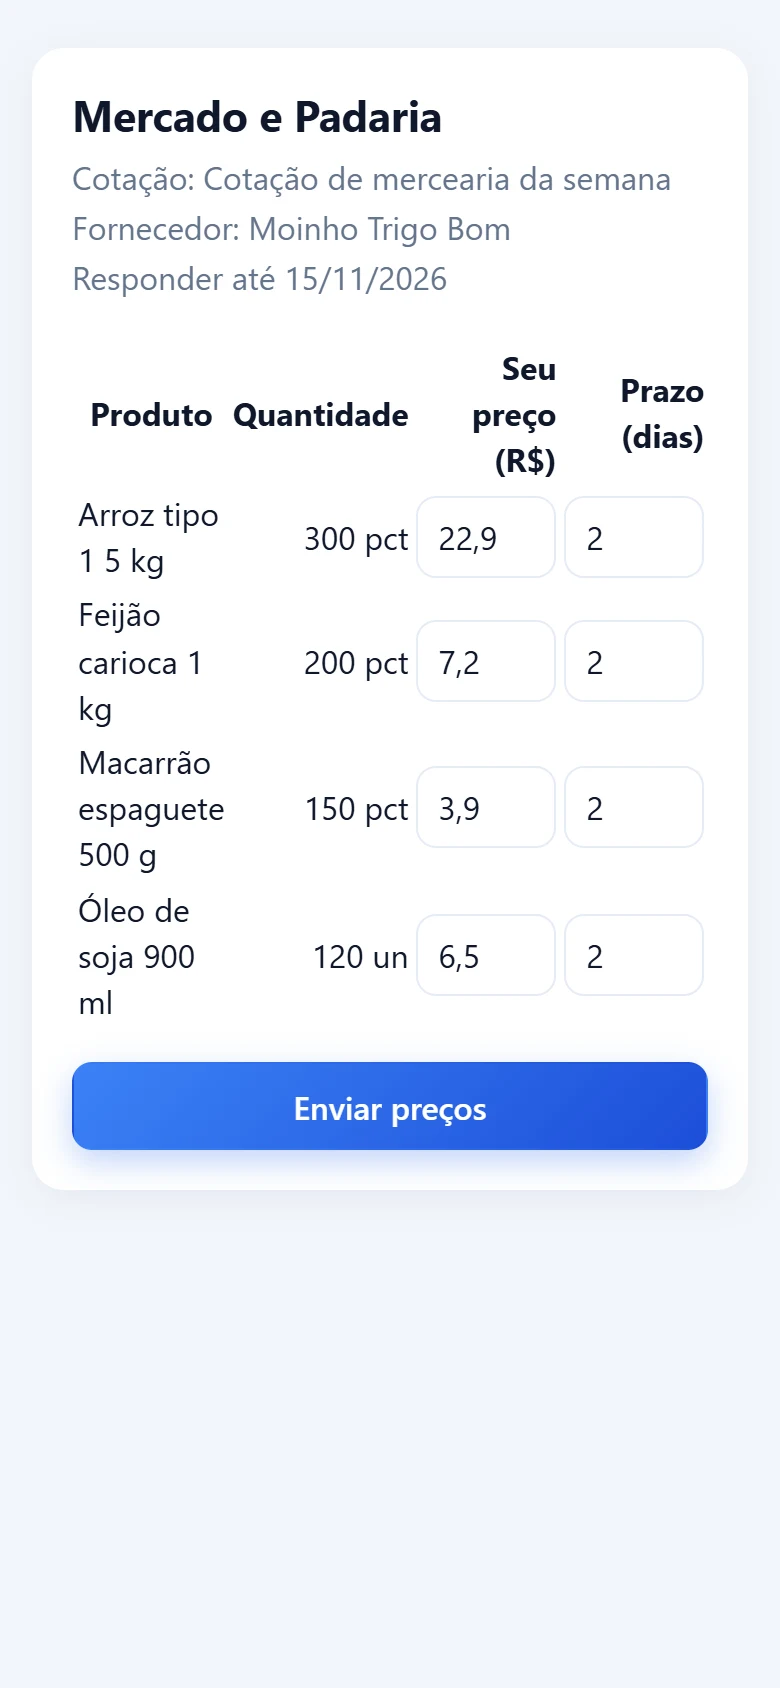 Mercado e Padaria
Cotação: Cotação de mercearia da semana
Fornecedor: Moinho Trigo Bom
Responder até 15/11/2026
Produto Quantidade Seu preço (R$) Prazo (dias)
Arroz tipo 1 5 kg 300 pct 22,9 2
Feijão carioca 1 kg 200 pct 7,2 2
Macarrão espaguete 500 g 150 pct 3,9 2
Óleo de soja 900 ml 120 un 6,5 2
Enviar preços